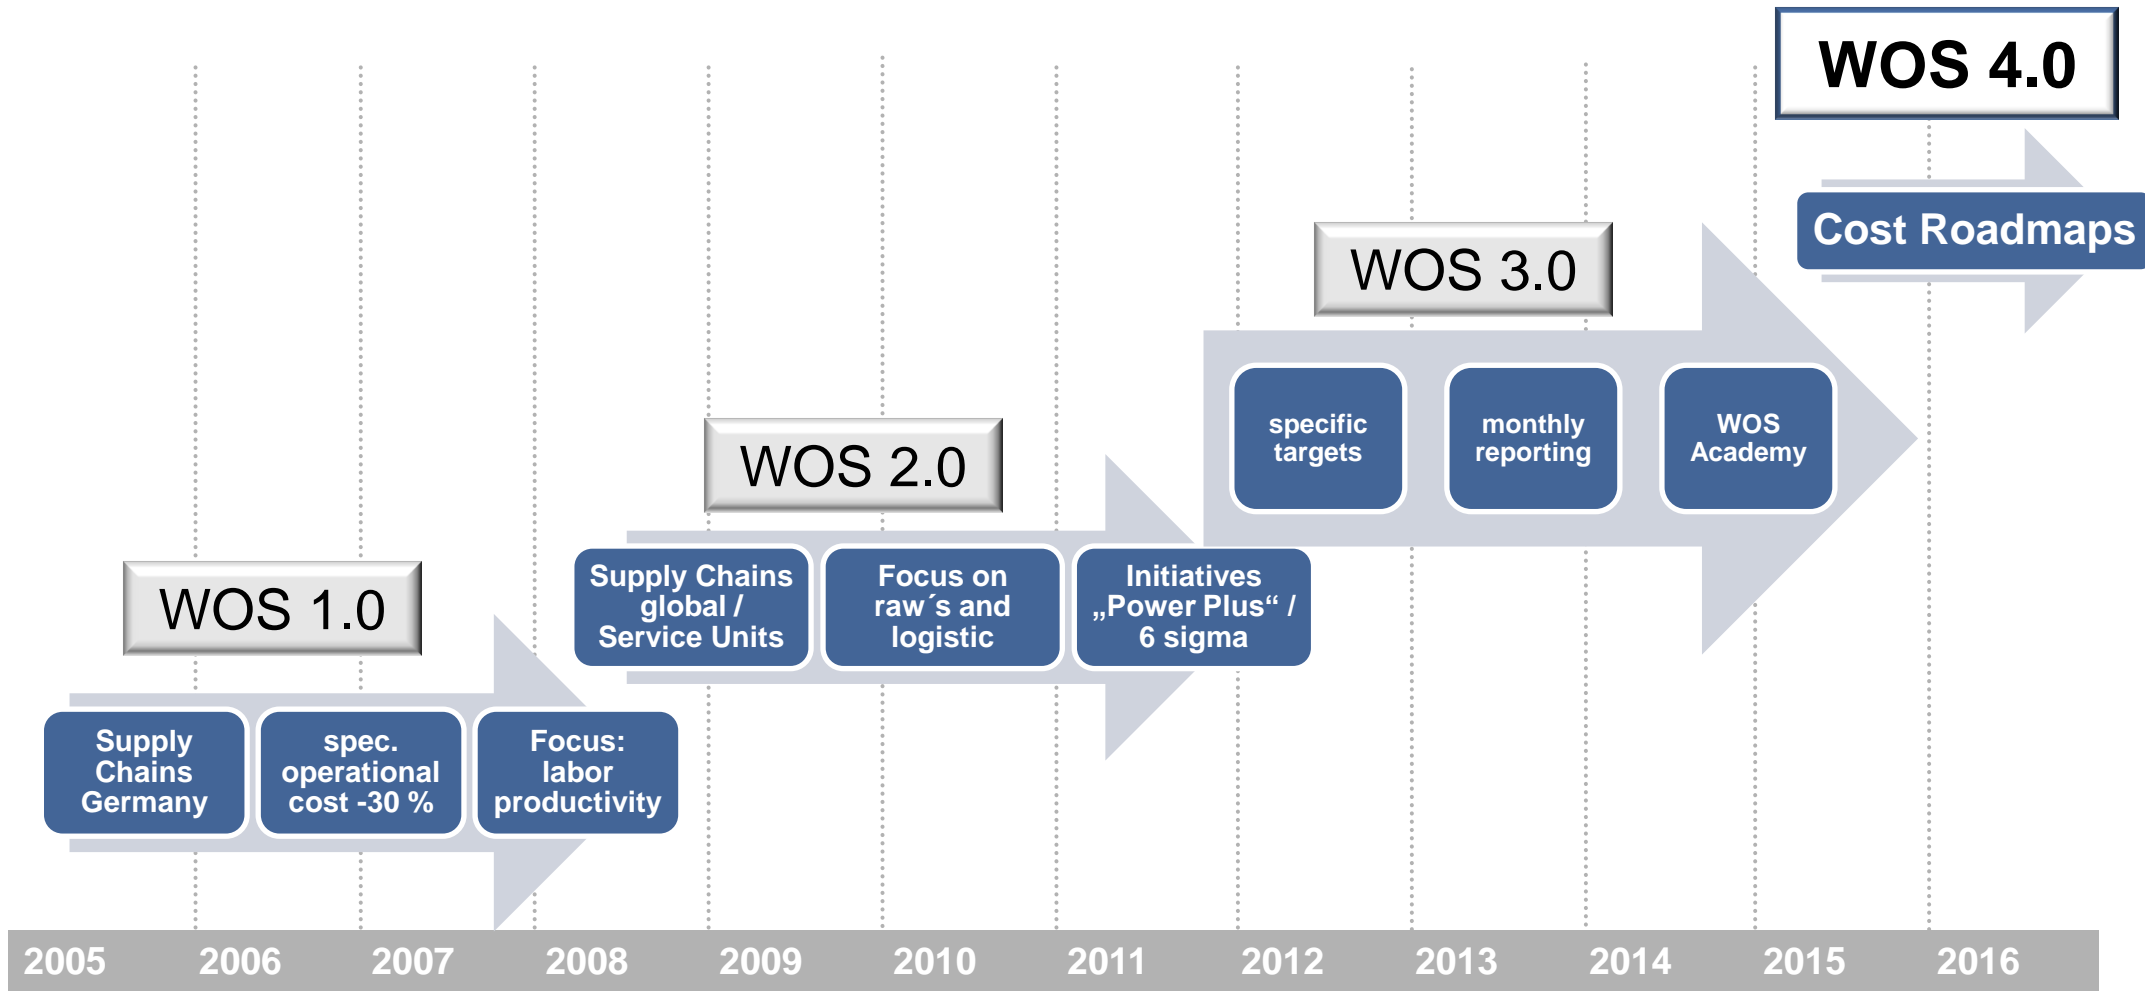 WOS 4.0
Cost Roadmaps
WOS 3.0
specific
targets
monthly
reporting
WOS
Academy
WOS 2.0
Supply Chains
global /
Service Units
Focus on
raw´s and
logistic
Initiatives
„Power Plus“ /
6 sigma
WOS 1.0
Supply
Chains
Germany
spec.
operational
cost -30 %
Focus:
labor
productivity
2005 2006 2007 2008 2009 2010 2011 2012 2013 2014 2015 2016